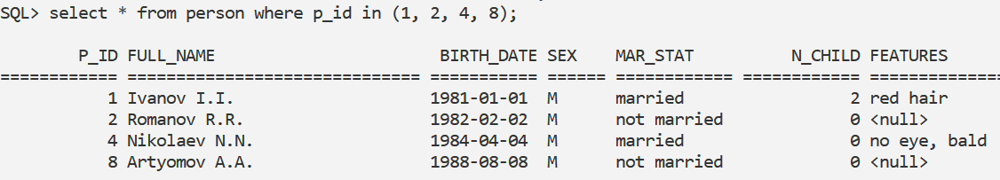 SQL> select * from person where p_id in (1, 2, 4, 8);
        P_ID FULL_NAME                       BIRTH_DATE SEX    MAR_STAT          N_CHILD FEATURES
============ ============================== =========== ====== ============ ============ ==============
           1 Ivanov I.I.                    1981-01-01  M      married                 2 red hair
           2 Romanov R.R.                   1982-02-02  M      not married             0 <null>
           4 Nikolaev N.N.                  1984-04-04  M      married                 0 no eye, bald
           8 Artyomov A.A.                  1988-08-08  M      not married             0 <null>